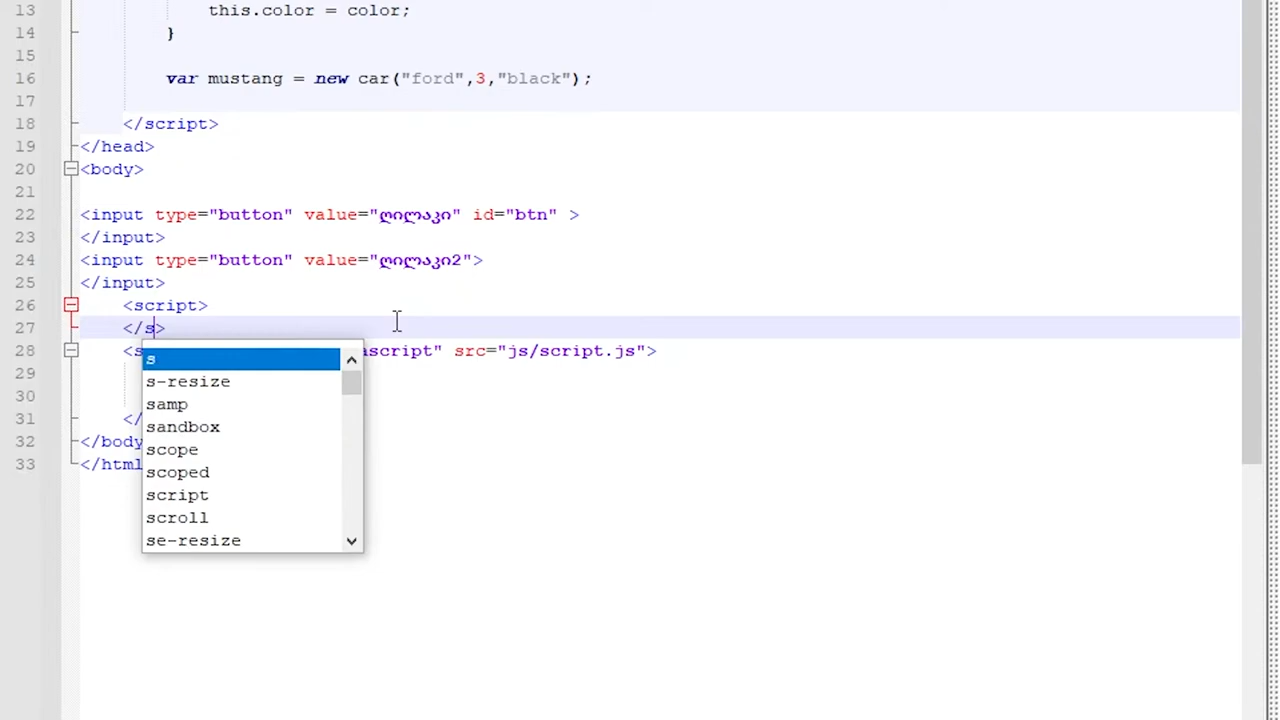 13 this.color = color;
14 }
15
16 var mustang = new car("ford",3,"black");
17
18 </script>
19 </head>
20 <body>
21
22 <input type="button" value="ღილაკი" id="btn" >
23 </input>
24 <input type="button" value="ღილაკი2">
25 </input>
26 <script>
27 </s>
28 <s ascript" src="js/script.js">
29
30
31 </
32 </body
33 </html
s
s-resize
samp
sandbox
scope
scoped
script
scroll
se-resize